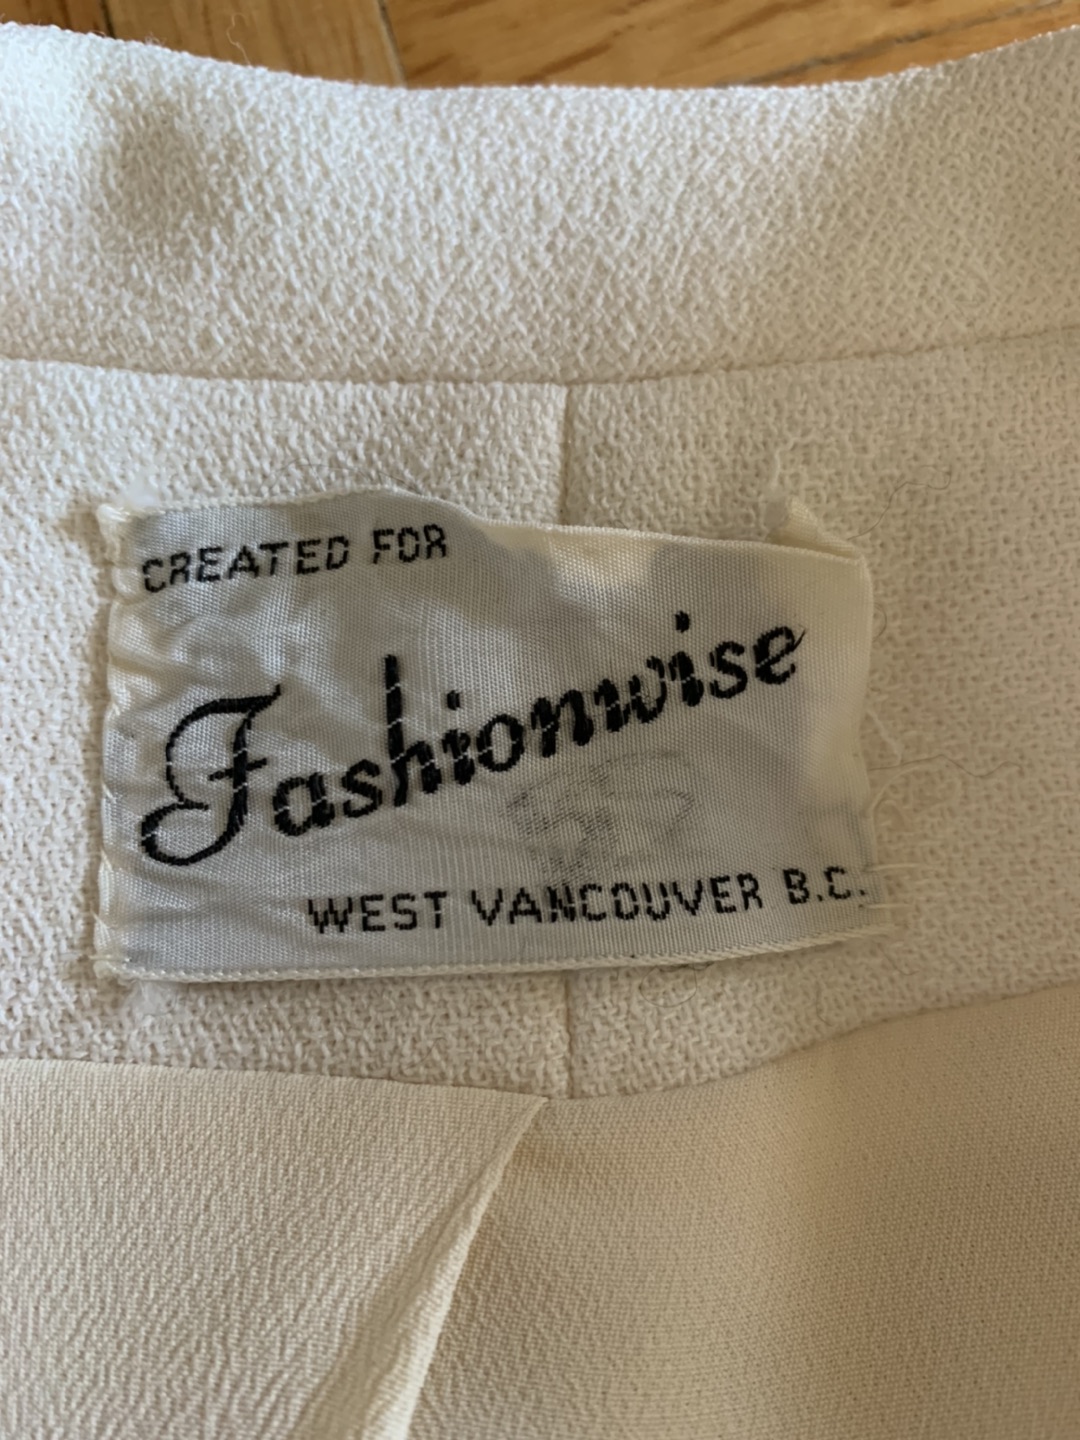 CREATED FOR
Fashionwise
WEST VANCOUVER B.C.